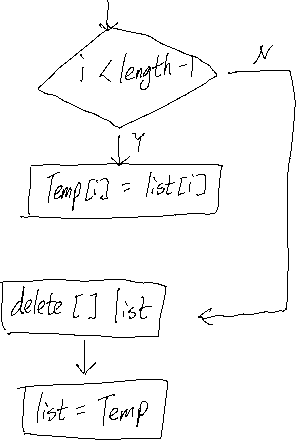 i < length - 1
N
Y
Temp[i] = list[i]
delete [ ] list
list = Temp